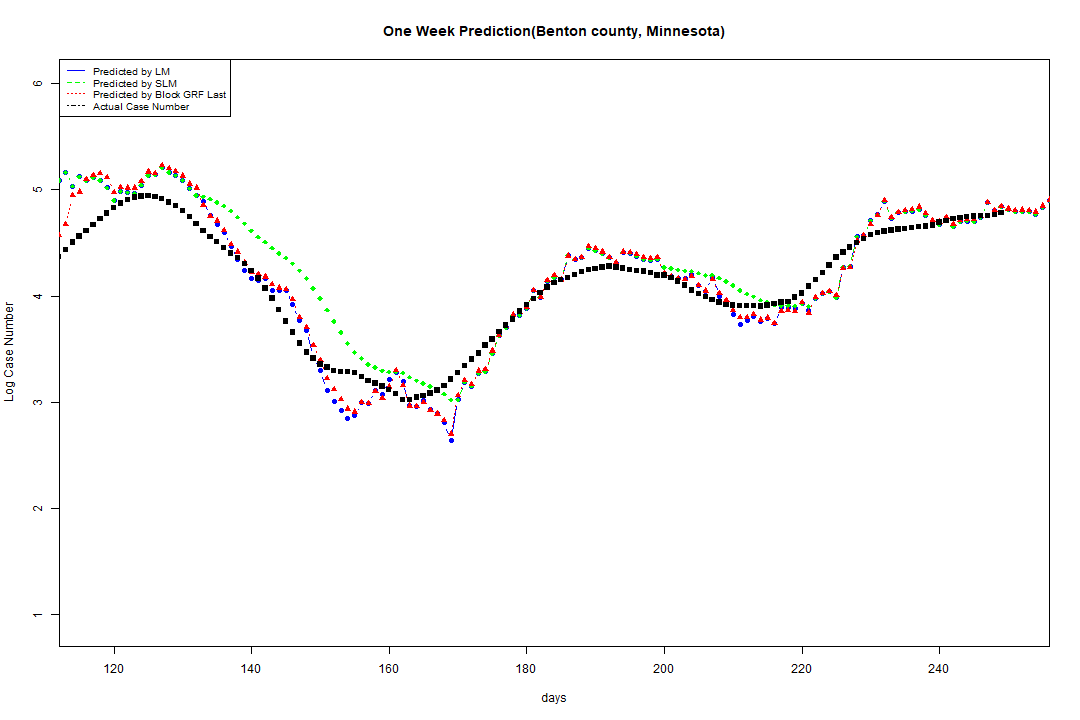 One Week Prediction(Benton county, Minnesota)
Predicted by LM
Predicted by SLM
Predicted by Block GRF Last
Actual Case Number
6
5
4
3
2
1
Log Case Number
120 140 160 180 200 220 240
days